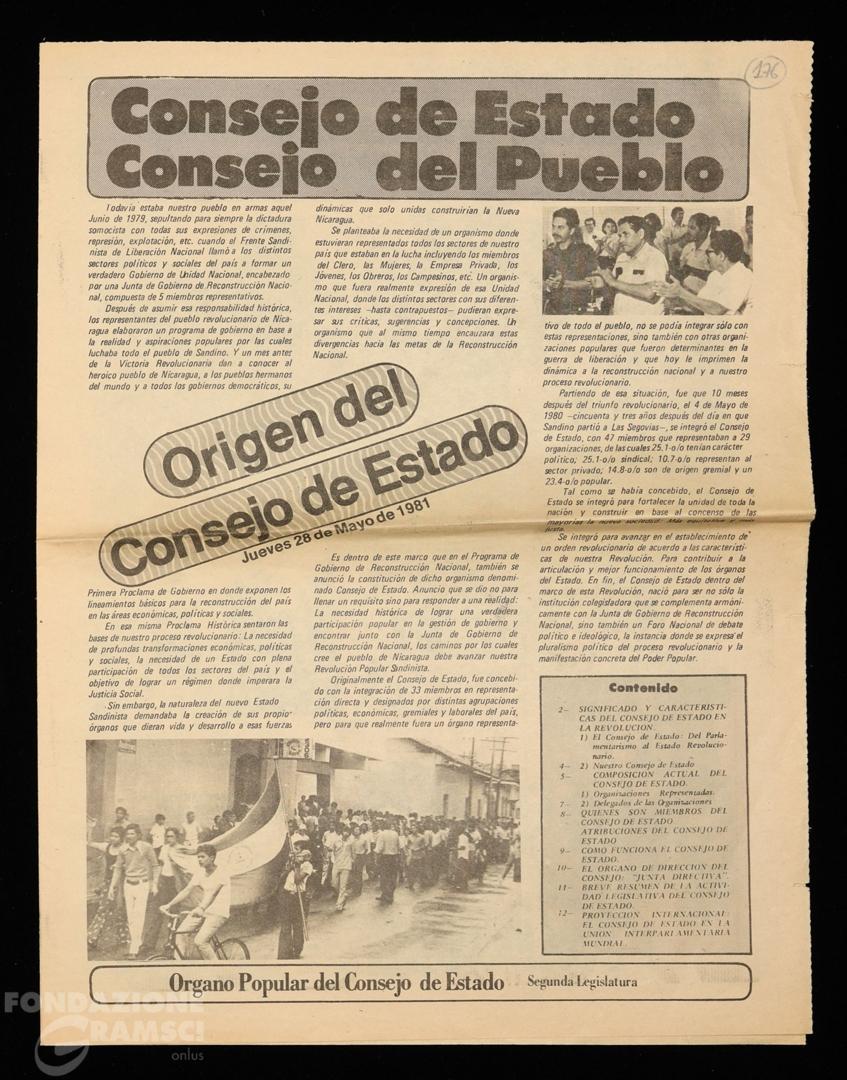 176
Consejo de Estado
Consejo del Pueblo
Todavía estaba nuestro pueblo en armas aquel
Junio de 1979, sepultando para siempre la dictadura
somocista con todas sus expresiones de crímenes,
represión, explotación, etc. cuando el Frente Sandi-
nista de Liberación Nacional llamó a los distintos
sectores políticos y sociales del país a formar un
verdadero Gobierno de Unidad Nacional, encabezado
por una Junta de Gobierno de Reconstrucción Nacio-
nal, compuesta de 5 miembros representativos.
Después de asumir esa responsabilidad histórica,
los representantes del pueblo revolucionario de Nica-
ragua elaboraron un programa de gobierno en base a
la realidad y aspiraciones populares por las cuales
luchaba todo el pueblo de Sandino. Y un mes antes
de la Victoria Revolucionaria dan a conocer al
heroico pueblo de Nicaragua, a los pueblos hermanos
del mundo y a todos los gobiernos democráticos, su
Origen del
Consejo de Estado
Jueves 28 de Mayo de 1981
Primera Proclama de Gobierno en donde exponen los
lineamientos básicos para la reconstrucción del país
en las áreas económicas, políticas y sociales.
En esa misma Proclama Histórica sentaron las
bases de nuestro proceso revolucionario: La necesidad
de profundas transformaciones económicas, políticas
y sociales, la necesidad de un Estado con plena
participación de todos los sectores del país y el
objetivo de lograr un régimen donde imperara la
Justicia Social.
Sin embargo, la naturaleza del nuevo Estado
Sandinista demandaba la creación de sus propio-
órganos que dieran vida y desarrollo a esas fuerzas
dinámicas que solo unidas construirían la Nueva
Nicaragua.
Se planteaba la necesidad de un organismo donde
estuvieran representados todos los sectores de nuestro
país que estaban en la lucha incluyendo los miembros
del Clero, las Mujeres, la Empresa Privada, los
Jóvenes, los Obreros, los Campesinos, etc. Un organis-
mo que fuera realmente expresión de esa Unidad
Nacional, donde los distintos sectores con sus diferen-
tes intereses -hasta contrapuestos- pudieran expre-
sar sus críticas, sugerencias y concepciones. Un
organismo que al mismo tiempo encauzara estas
divergencias hacia las metas de la Reconstrucción
Nacional.
Es dentro de este marco que en el Programa de
Gobierno de Reconstrucción Nacional, también se
anunció la constitución de dicho organismo denomi-
nado Consejo de Estado. Anuncio que se dio no para
llenar un requisito sino para responder a una realidad:
La necesidad histórica de lograr una verdadera
participación popular en la gestión de gobierno y
encontrar junto con la Junta de Gobierno de
Reconstrucción Nacional, los caminos por los cuales
cree el pueblo de Nicaragua debe avanzar nuestra
Revolución Popular Sandinista.
Originalmente el Consejo de Estado, fue concebi-
do con la integración de 33 miembros en representa-
ción directa y designados por distintas agrupaciones
políticas, económicas, gremiales y laborales del país,
pero para que realmente fuera un órgano representa-
tivo de todo el pueblo, no se podía integrar sólo con
estas representaciones, sino también con otras organi-
zaciones populares que fueron determinantes en la
guerra de liberación y que hoy le imprimen la
dinámica a la reconstrucción nacional y a nuestro
proceso revolucionario.
Partiendo de esa situación, fue que 10 meses
después del triunfo revolucionario, el 4 de Mayo de
1980 -cincuenta y tres años después del día en que
Sandino partió a Las Segovias-, se integró el Consejo
de Estado, con 47 miembros que representaban a 29
organizaciones, de las cuales 25.1-o/o tenían carácter
político; 25.1-o/o sindical; 10.7-o/o representan al
sector privado; 14.8-o/o son de origen gremial y un
23.4-o/o popular.
Tal como se había concebido, el Consejo de
Estado se integró para fortalecer la unidad de toda la
nación y construir en base al concenso de las
mayorías la nueva sociedad. Más equitativa y más
justa.
Se integró para avanzar en el establecimiento de
un orden revolucionario de acuerdo a las característi-
cas de nuestra Revolución. Para contribuir a la
articulación y mejor funcionamiento de los órganos
del Estado. En fin, el Consejo de Estado dentro del
marco de esta Revolución, nació para ser no sólo la
institución colegisladora que se complementa armóni-
camente con la Junta de Gobierno de Reconstrucción
Nacional, sino también un Foro Nacional de debate
político e ideológico, la instancia donde se expresa el
pluralismo político del proceso revolucionario y la
manifestación concreta del Poder Popular.
Contenido
2- SIGNIFICADO Y CARACTERISTI-
CAS DEL CONSEJO DE ESTADO EN
LA REVOLUCION.
1) El Consejo de Estado: Del Parla-
mentarismo al Estado Revolucio-
nario.
4- 2) Nuestro Consejo de Estado
5- COMPOSICION ACTUAL DEL
CONSEJO DE ESTADO.
1) Organizaciones Representadas.
7- 2) Delegados de las Organizaciones
8- QUIENES SON MIEMBROS DEL
CONSEJO DE ESTADO
ATRIBUCIONES DEL CONSEJO DE
ESTADO
9- COMO FUNCIONA EL CONSEJO DE
ESTADO.
10- EL ORGANO DE DIRECCION DEL
CONSEJO: "JUNTA DIRECTIVA".
11- BREVE RESUMEN DE LA ACTIVI-
DAD LEGISLATIVA DEL CONSEJO
DE ESTADO.
12- PROYECCION INTERNACIONAL:
EL CONSEJO DE ESTADO EN LA
UNION INTERPARLAMENTARIA
MUNDIAL.
Organo Popular del Consejo de Estado Segunda Legislatura
FONDAZIONE
GRAMSCI
onlus